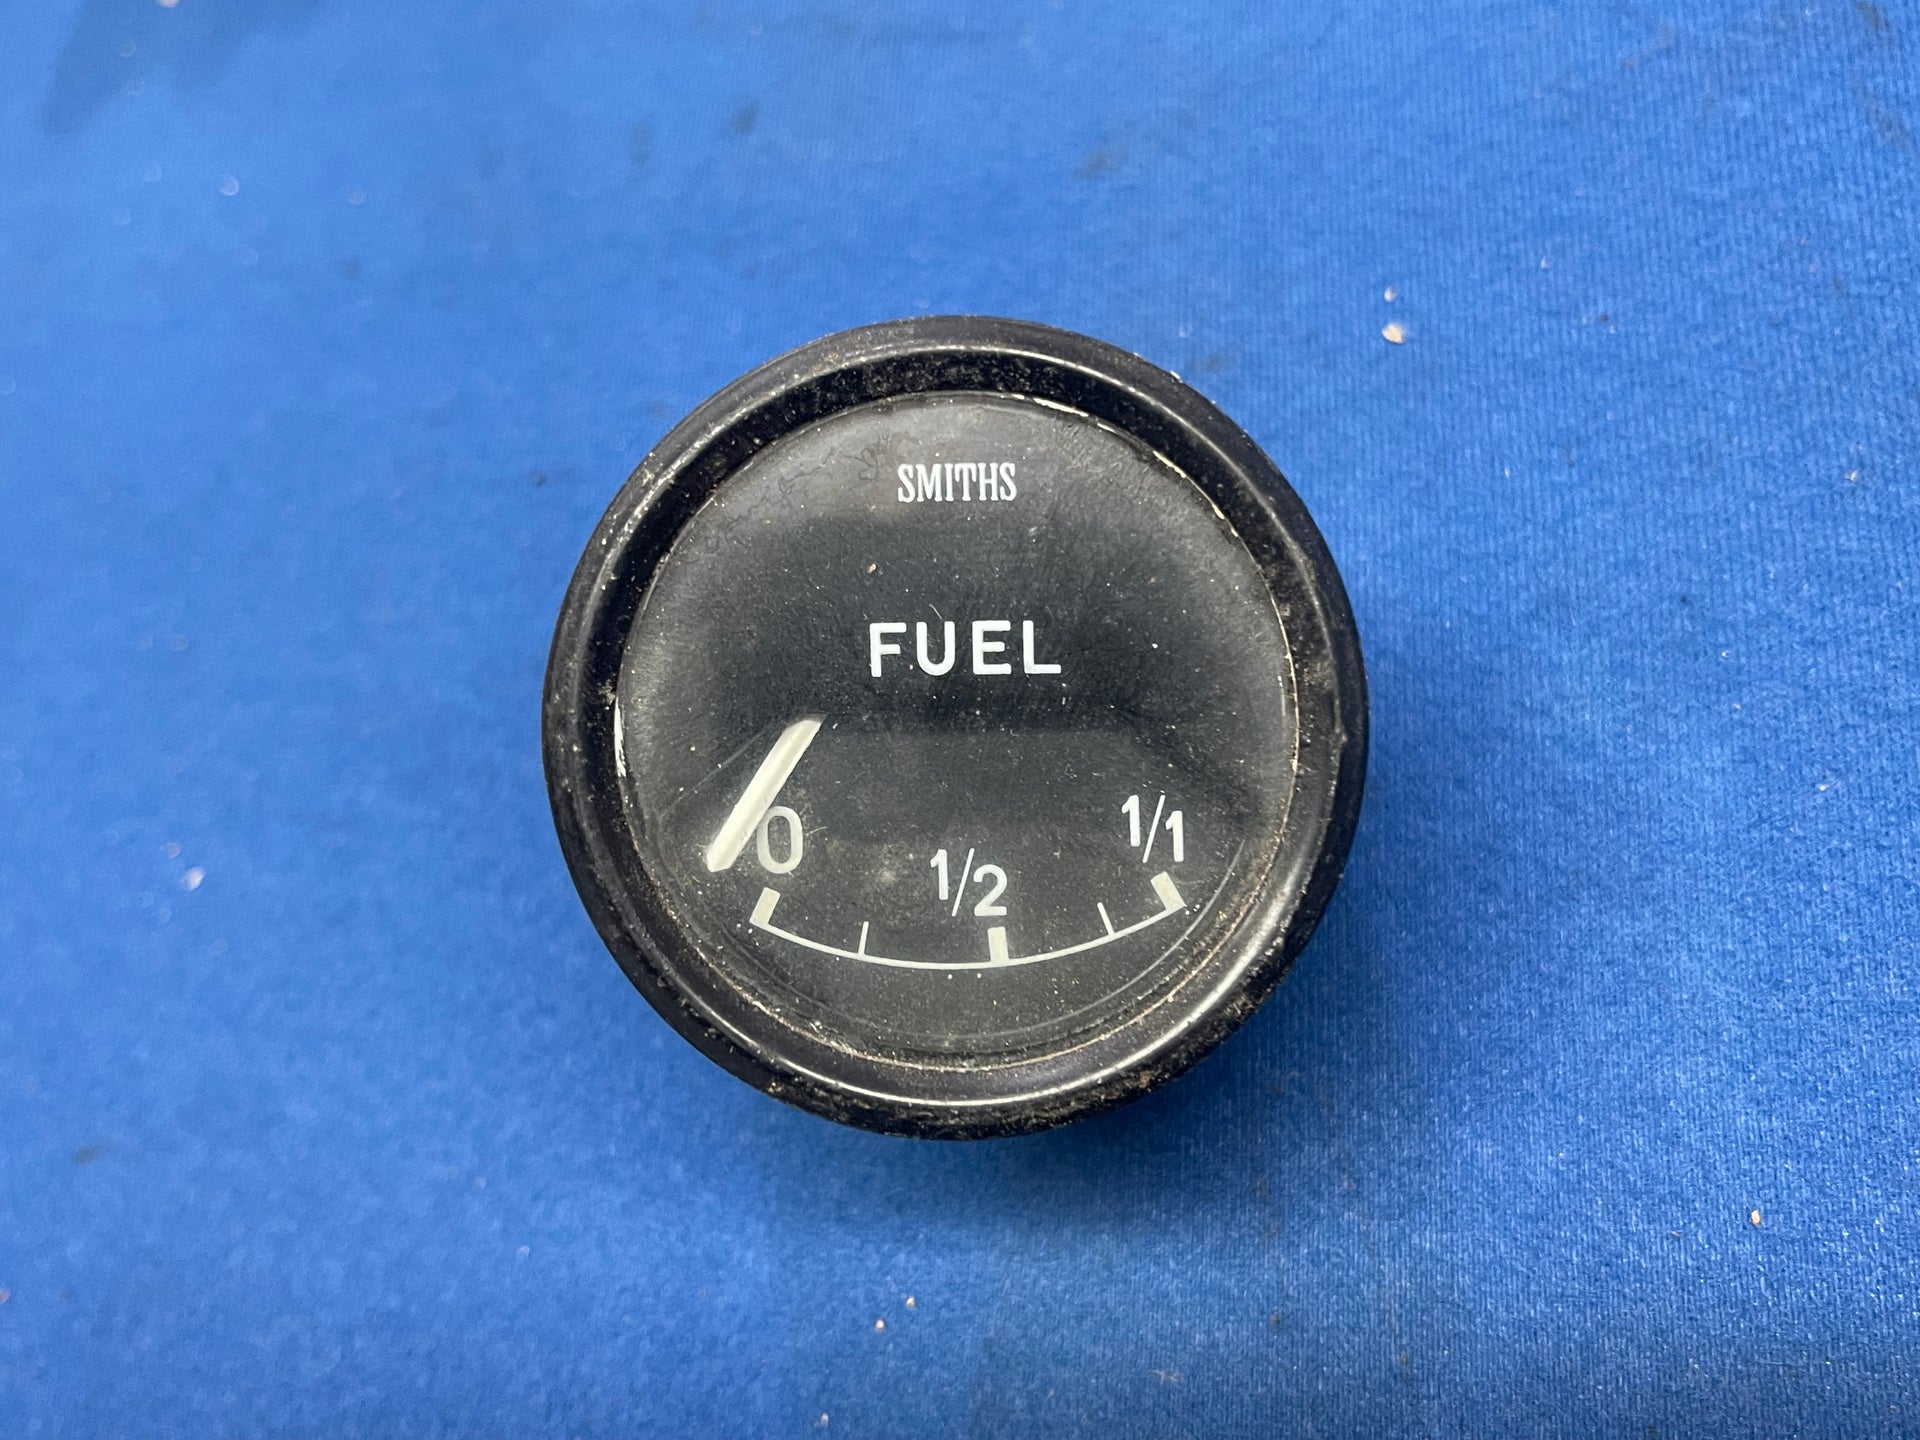 SMITHS
FUEL
0 1/2 1/1